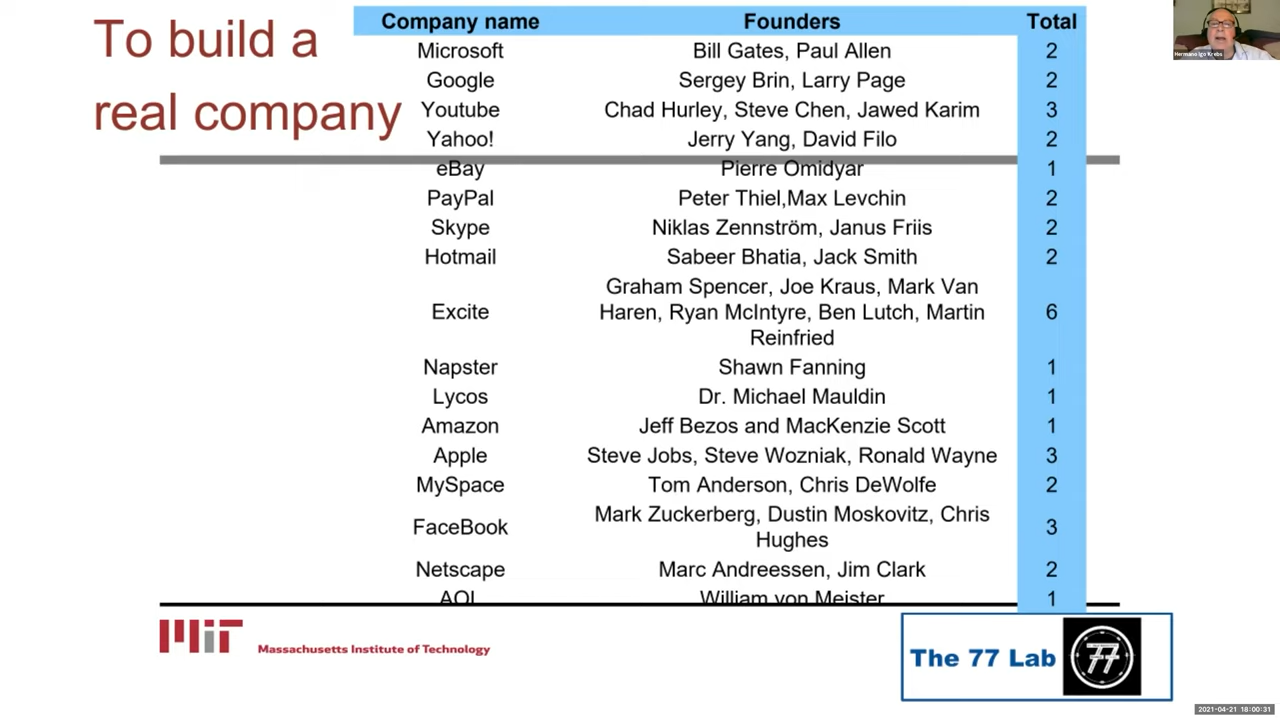 To build a
real company
Company name Founders Total
Microsoft Bill Gates, Paul Allen 2
Google Sergey Brin, Larry Page 2
Youtube Chad Hurley, Steve Chen, Jawed Karim 3
Yahoo! Jerry Yang, David Filo 2
eBay Pierre Omidyar 1
PayPal Peter Thiel,Max Levchin 2
Skype Niklas Zennström, Janus Friis 2
Hotmail Sabeer Bhatia, Jack Smith 2
Graham Spencer, Joe Kraus, Mark Van
Excite Haren, Ryan McIntyre, Ben Lutch, Martin 6
Reinfried
Napster Shawn Fanning 1
Lycos Dr. Michael Mauldin 1
Amazon Jeff Bezos and MacKenzie Scott 1
Apple Steve Jobs, Steve Wozniak, Ronald Wayne 3
MySpace Tom Anderson, Chris DeWolfe 2
FaceBook Mark Zuckerberg, Dustin Moskovitz, Chris 3
Hughes
Netscape Marc Andreessen, Jim Clark 2
AOL William von Meister 1
MIT Massachusetts Institute of Technology
The 77 Lab 77
Hermano Igo Krebs
2021-04-21 18:00:31